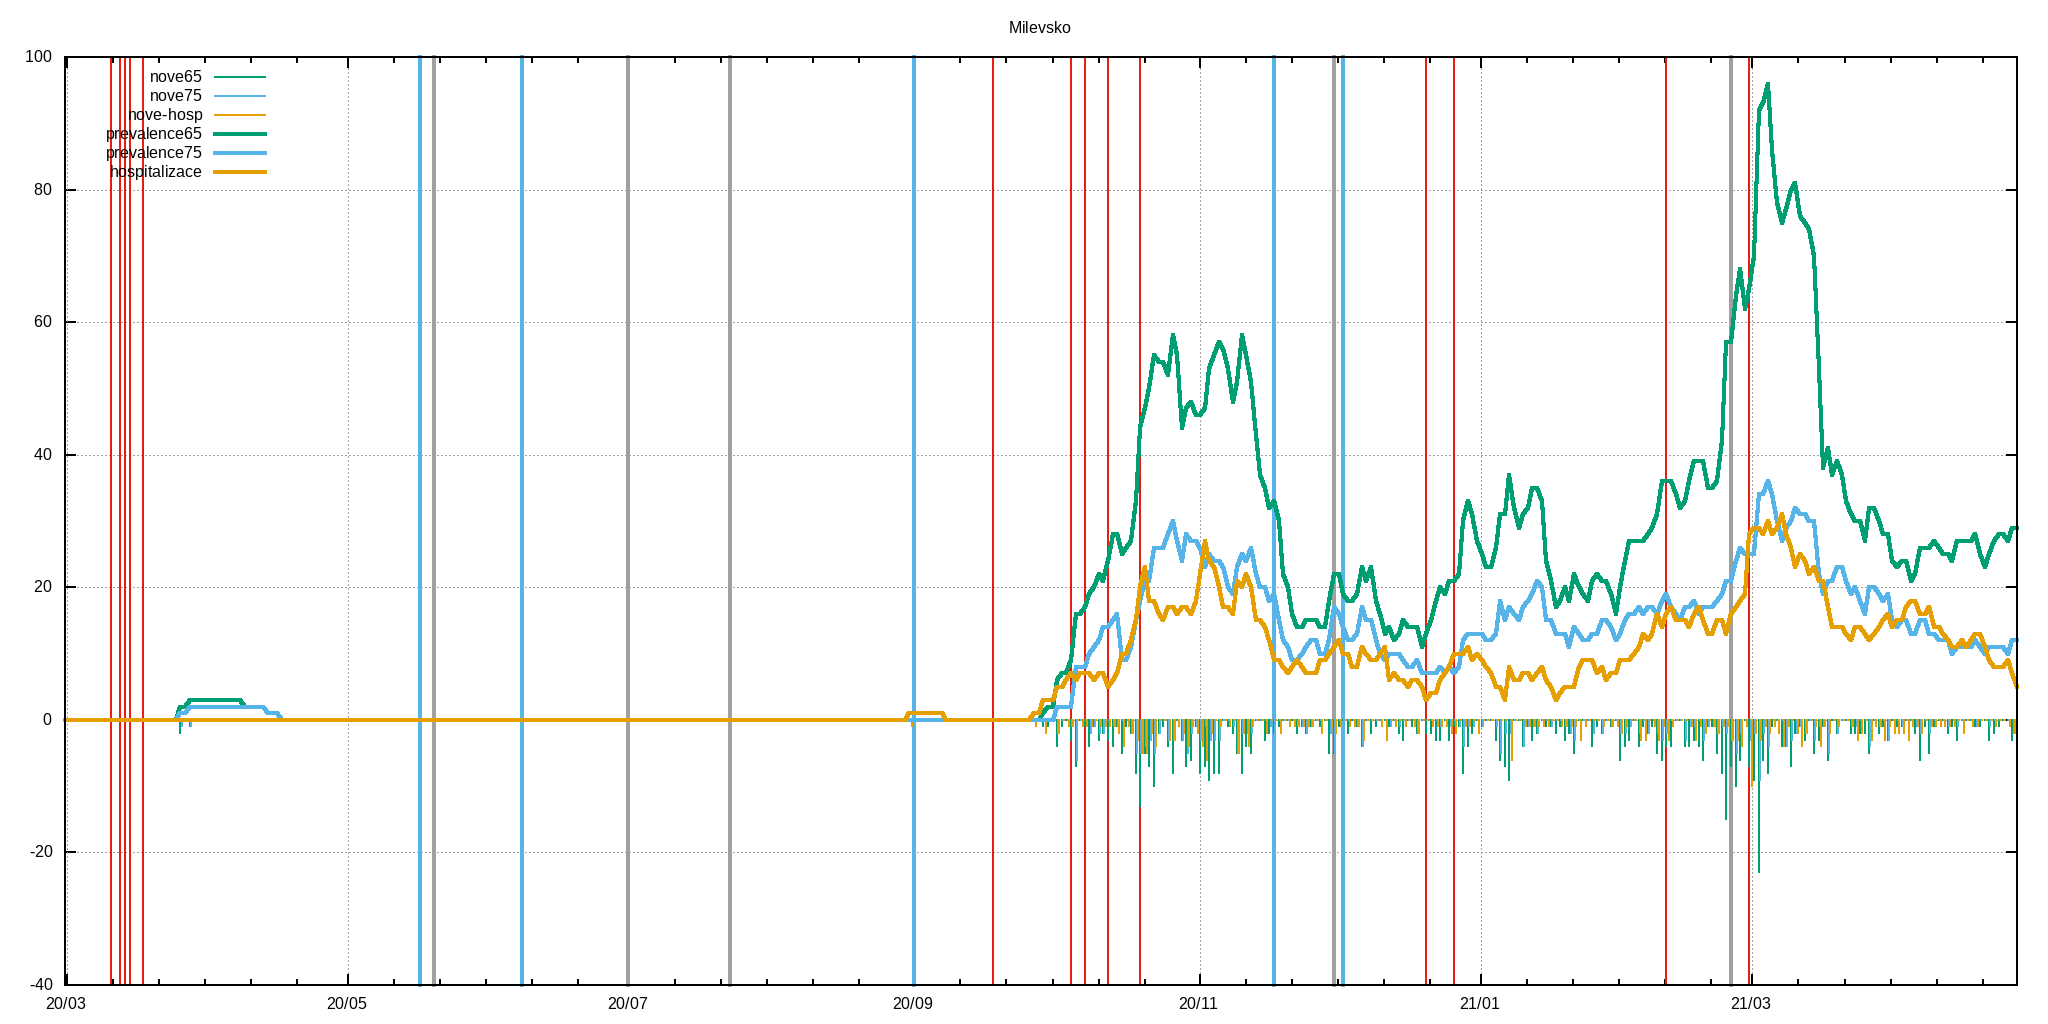 Milevsko
100
80
60
40
20
0
-20
-40
nove65
nove75
nove-hosp
prevalence65
prevalence75
hospitalizace
20/03 20/05 20/07 20/09 20/11 21/01 21/03